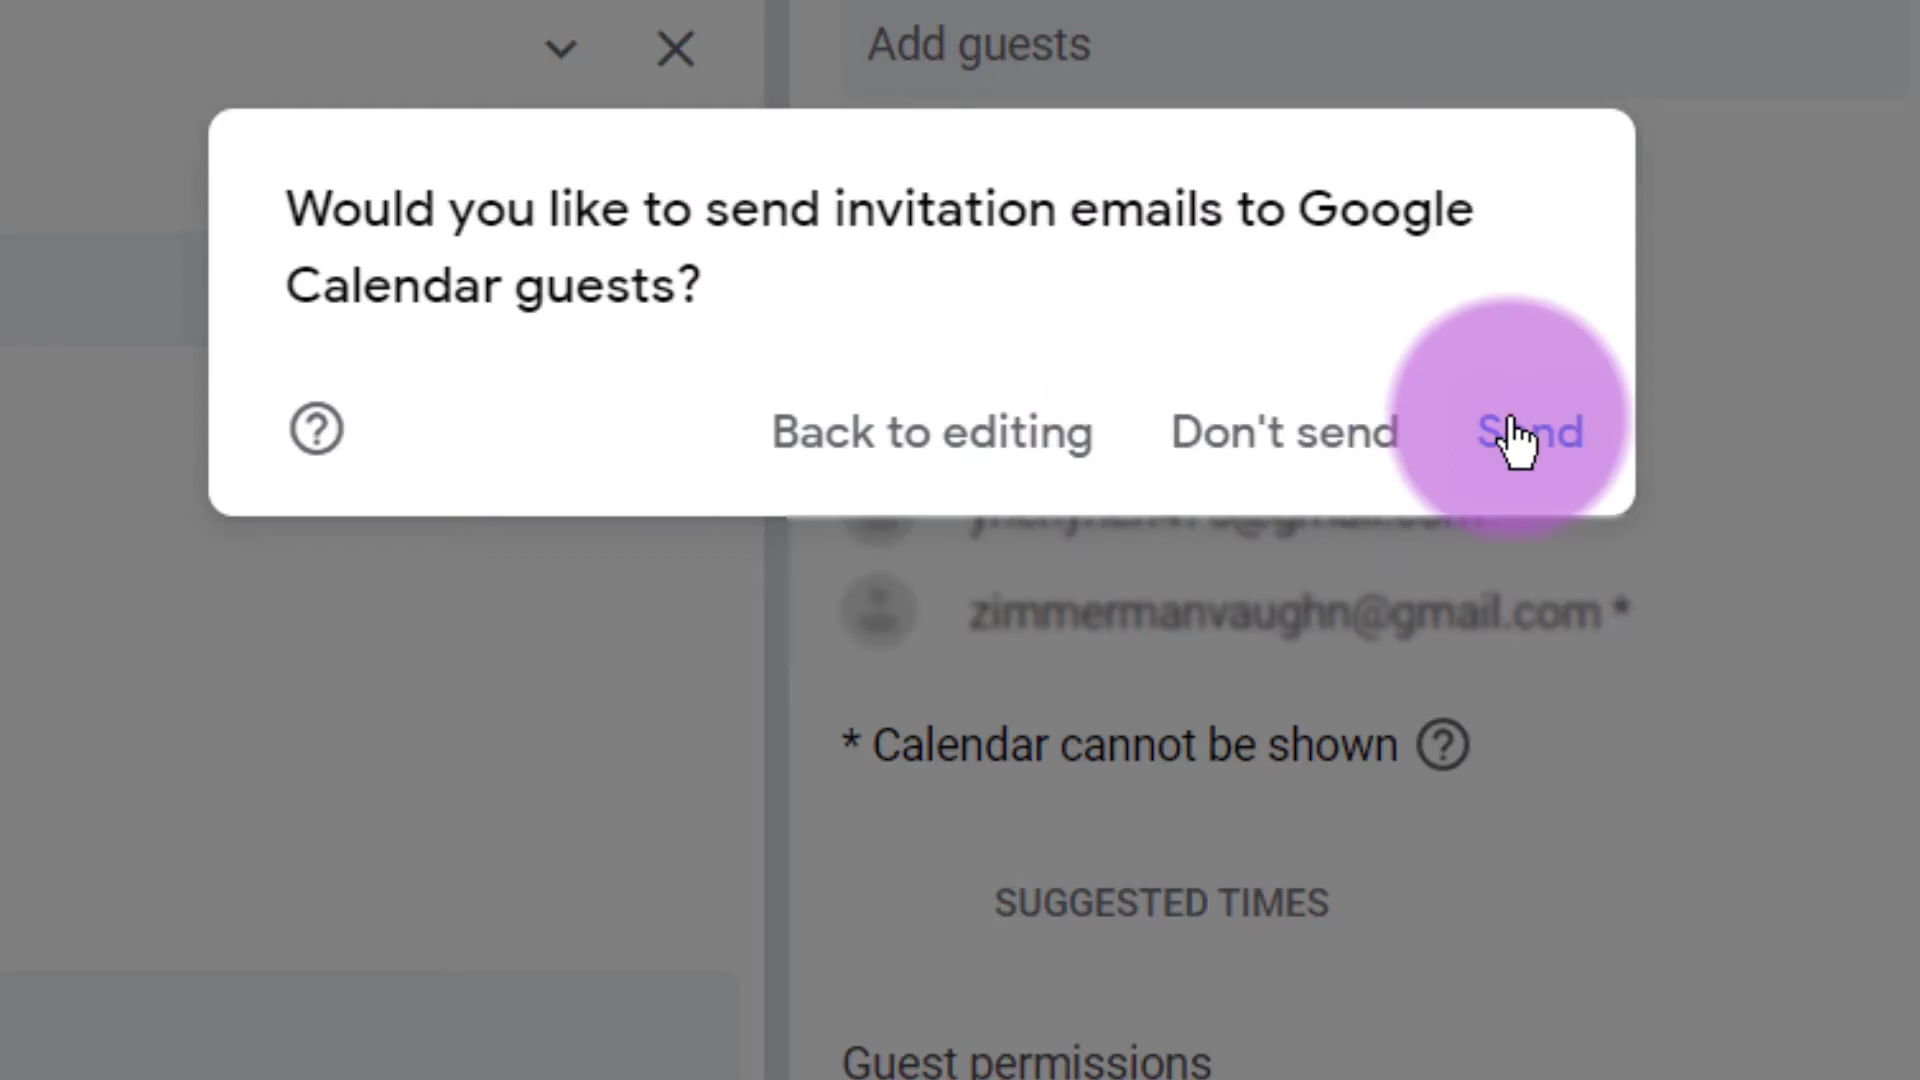 Add guests
Would you like to send invitation emails to Google
Calendar guests?
Back to editing Don't send Send
zimmermanvaughn@gmail.com *
* Calendar cannot be shown
SUGGESTED TIMES
Guest permissions